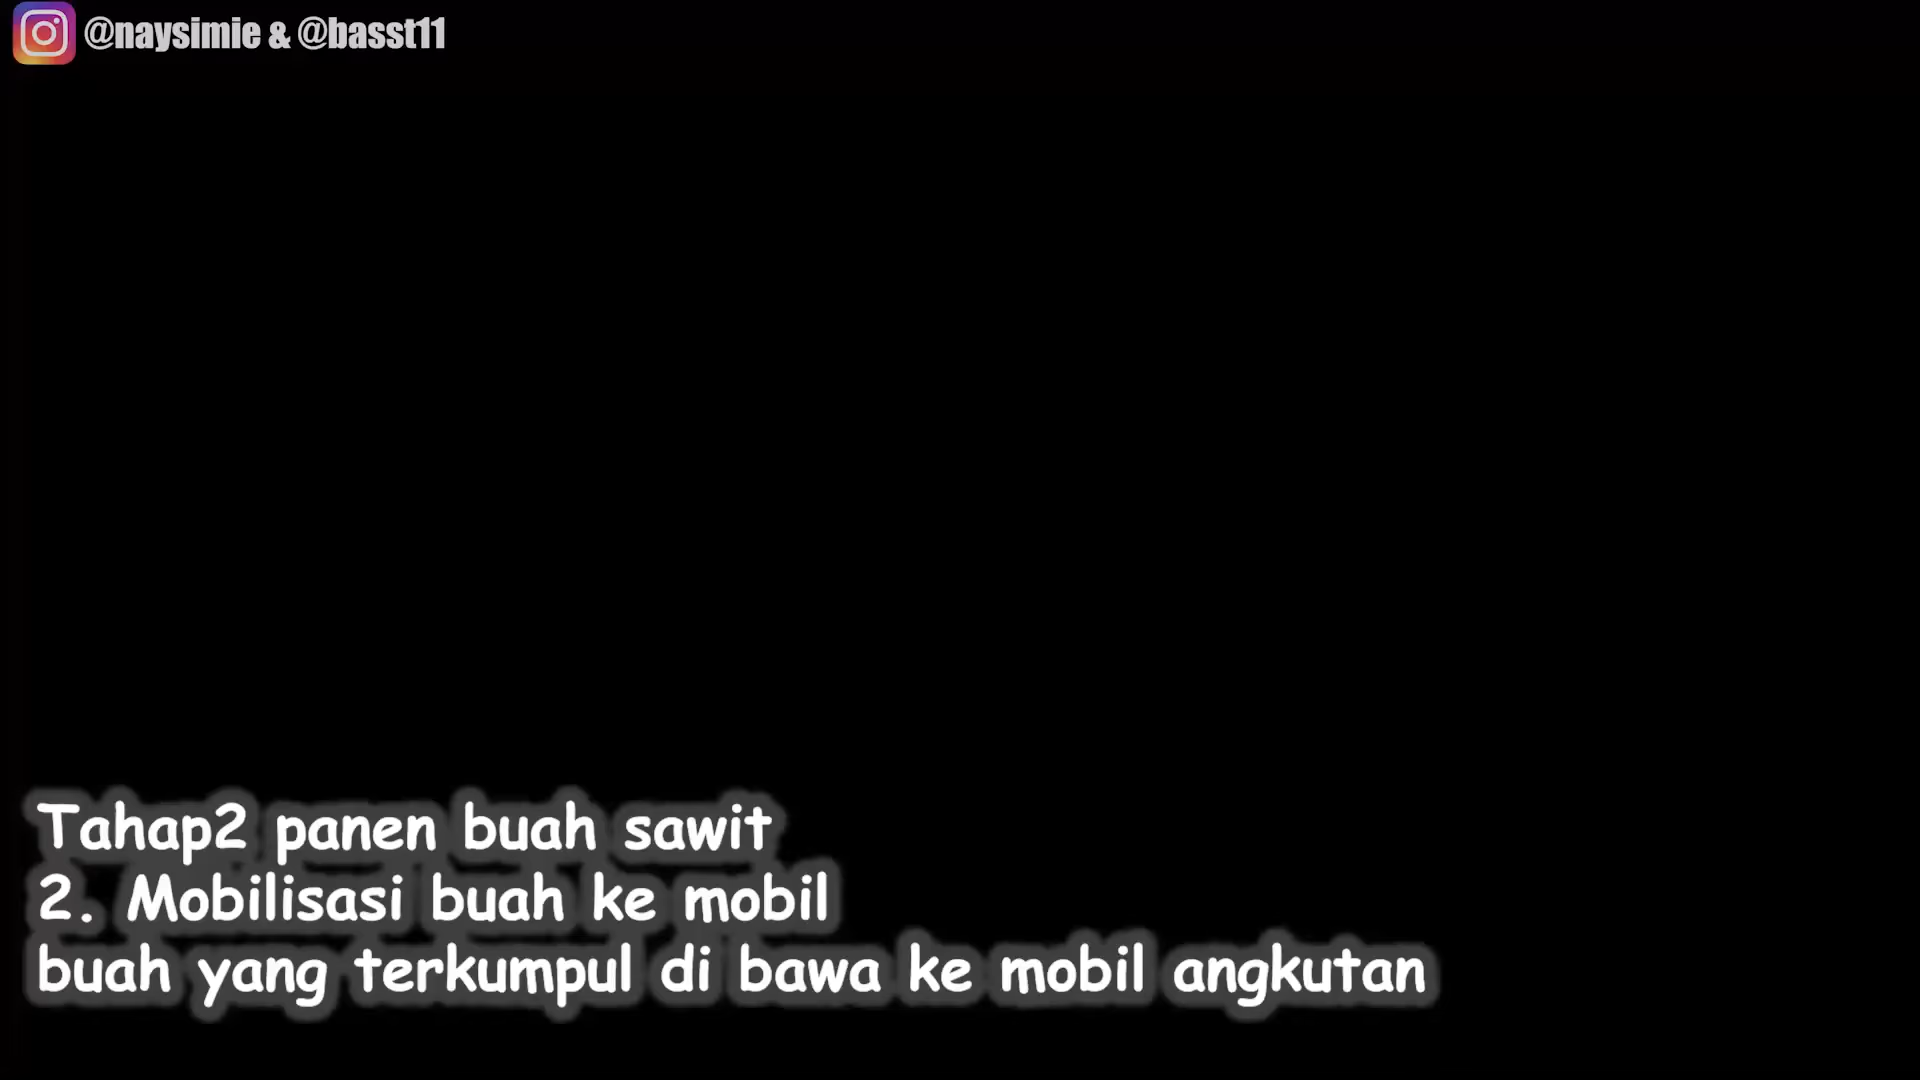 @naysimie & @basst11
Tahap2 panen buah sawit
2. Mobilisasi buah ke mobil
buah yang terkumpul di bawa ke mobil angkutan